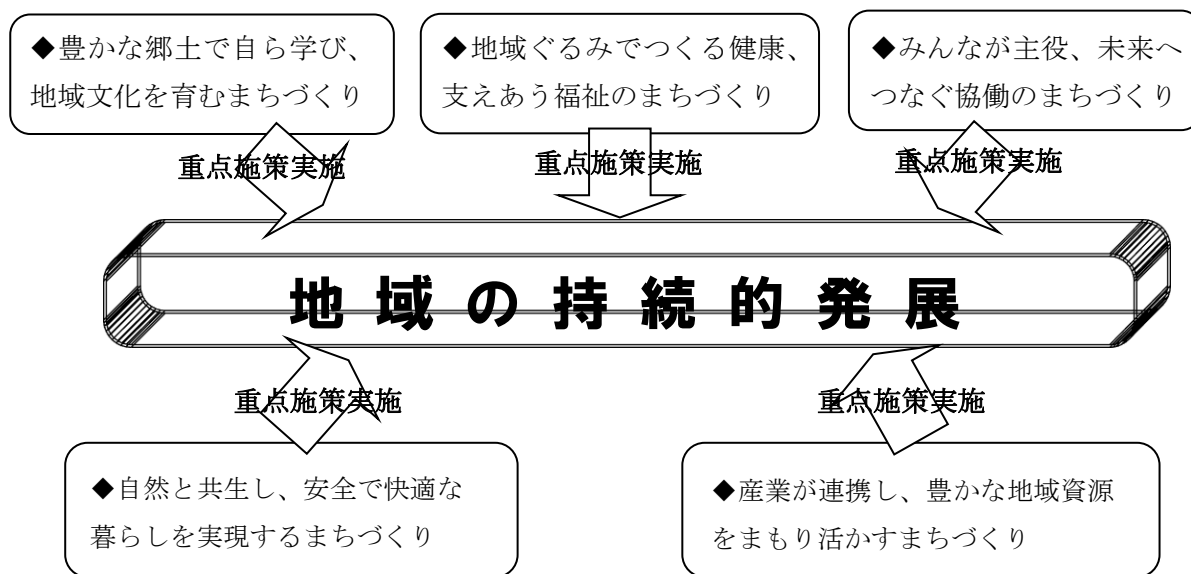 ◆豊かな郷土で自ら学び、
地域文化を育むまちづくり
◆地域ぐるみでつくる健康、
支えあう福祉のまちづくり
◆みんなが主役、未来へ
つなぐ協働のまちづくり
重点施策実施
重点施策実施
重点施策実施
地域の持続的発展
重点施策実施
重点施策実施
◆自然と共生し、安全で快適な
暮らしを実現するまちづくり
◆産業が連携し、豊かな地域資源
をまもり活かすまちづくり